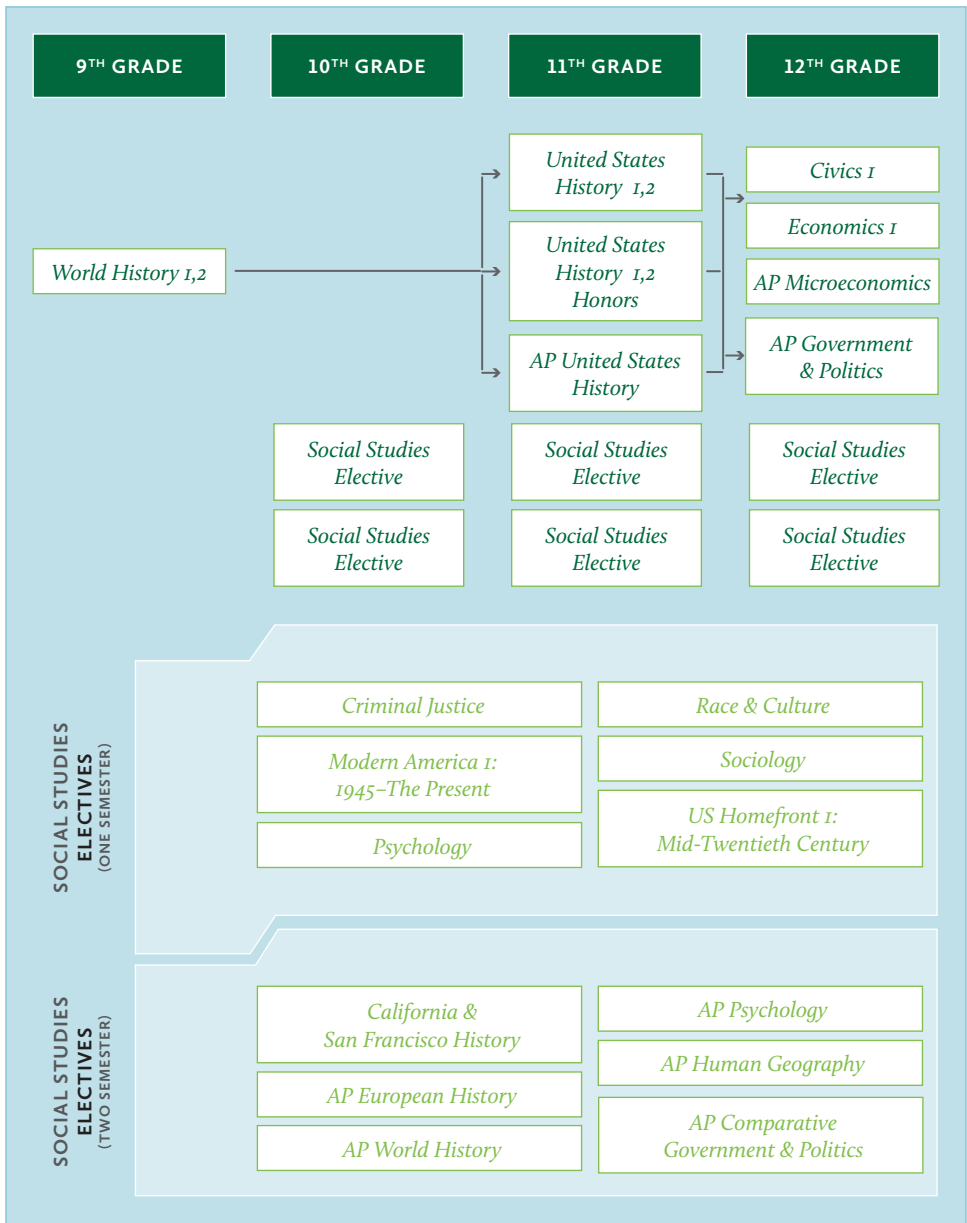 9TH GRADE
10TH GRADE
11TH GRADE
12TH GRADE
World History 1,2
United States
History 1,2
United States
History 1,2
Honors
AP United States
History
Civics 1
Economics 1
AP Microeconomics
AP Government
& Politics
Social Studies
Elective
Social Studies
Elective
Social Studies
Elective
Social Studies
Elective
Social Studies
Elective
Social Studies
Elective
SOCIAL STUDIES
ELECTIVES
(ONE SEMESTER)
Criminal Justice
Modern America 1:
1945–The Present
Psychology
Race & Culture
Sociology
US Homefront 1:
Mid-Twentieth Century
SOCIAL STUDIES
ELECTIVES
(TWO SEMESTER)
California &
San Francisco History
AP European History
AP World History
AP Psychology
AP Human Geography
AP Comparative
Government & Politics